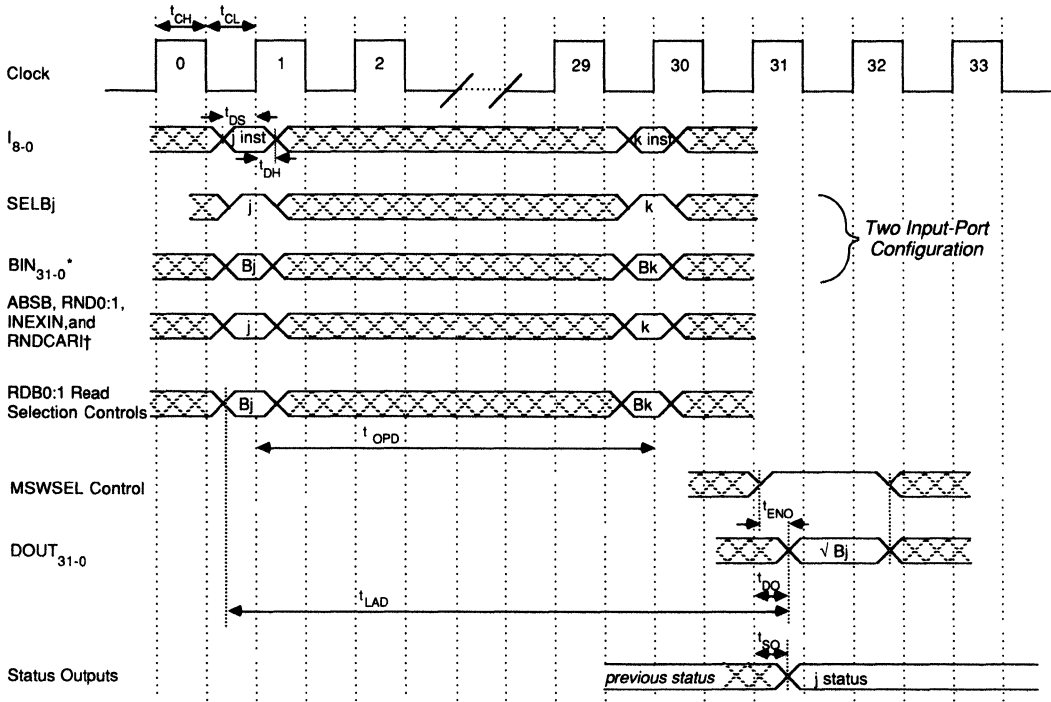 tCH tCL
Clock 0 1 2 29 30 31 32 33
tDS
I8-0 j inst k inst
tDH
SELBj j k
Two Input-Port
Configuration
BIN31-0* Bj Bk
ABSB, RND0:1,
INEXIN,and
RNDCARI† j k
RDB0:1 Read
Selection Controls Bj Bk
tOPD
MSWSEL Control
tENO
DOUT31-0 √ Bj
tDO
tLAD
tSO
Status Outputs previous status j status